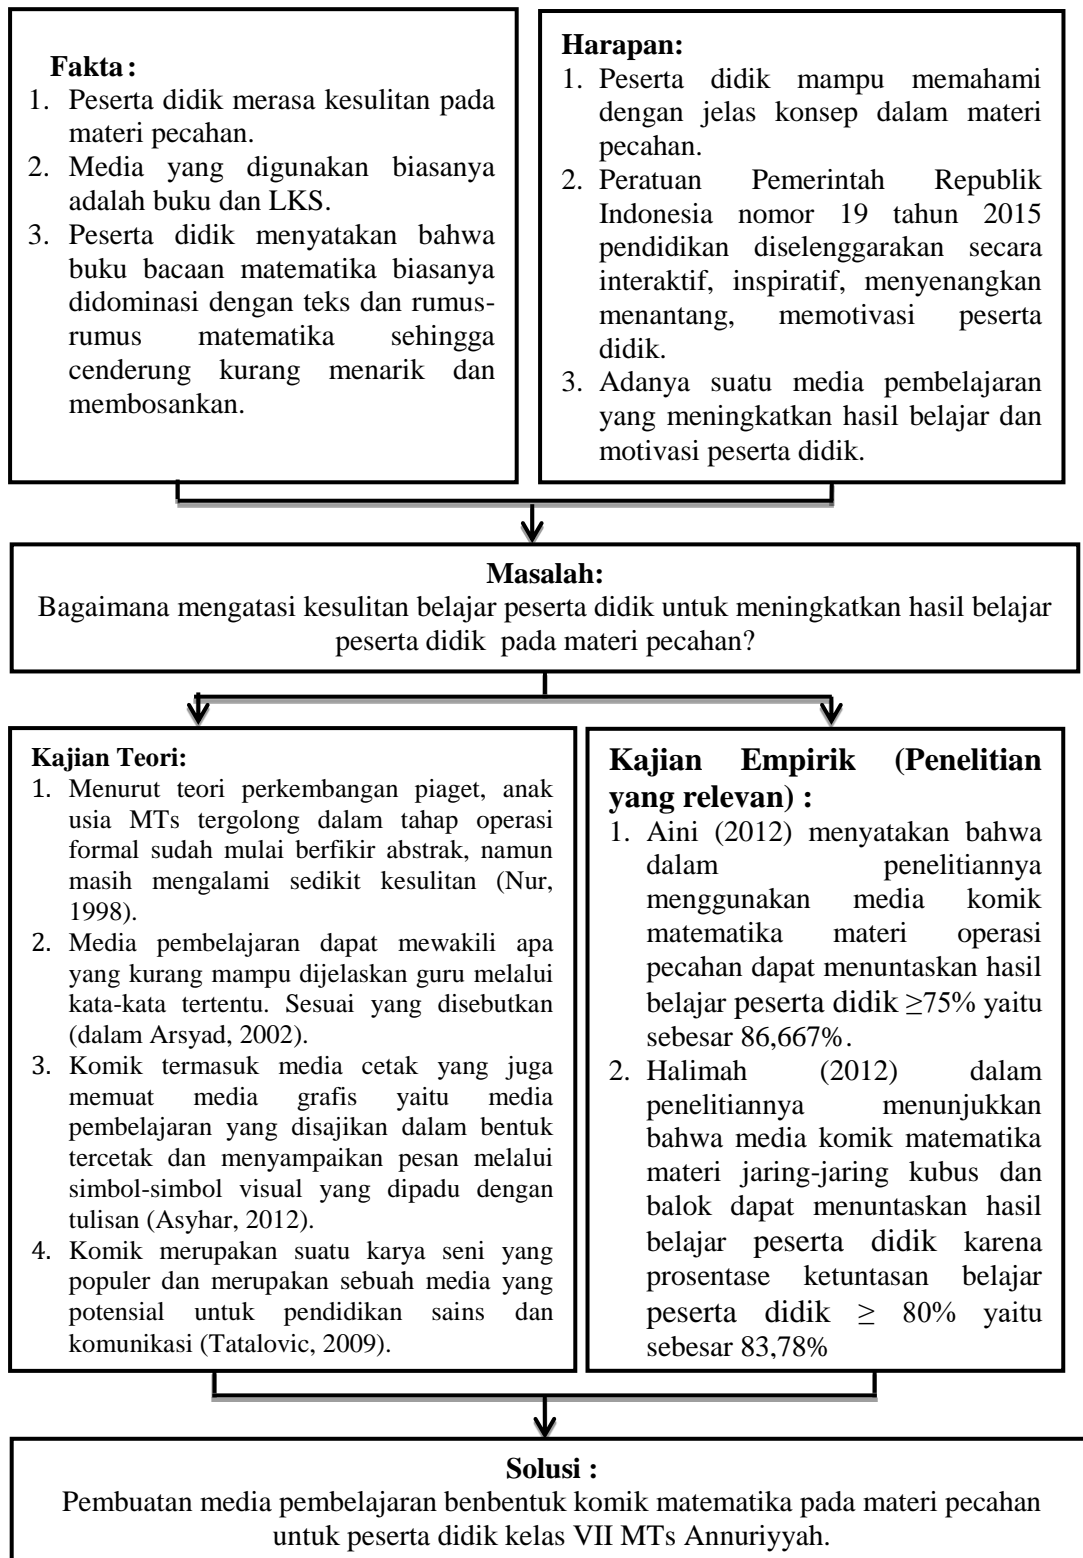 Fakta :
1. Peserta didik merasa kesulitan pada
materi pecahan.
2. Media yang digunakan biasanya
adalah buku dan LKS.
3. Peserta didik menyatakan bahwa
buku bacaan matematika biasanya
didominasi dengan teks dan rumus-
rumus matematika sehingga
cenderung kurang menarik dan
membosankan.
Harapan:
1. Peserta didik mampu memahami
dengan jelas konsep dalam materi
pecahan.
2. Peratuan Pemerintah Republik
Indonesia nomor 19 tahun 2015
pendidikan diselenggarakan secara
interaktif, inspiratif, menyenangkan
menantang, memotivasi peserta
didik.
3. Adanya suatu media pembelajaran
yang meningkatkan hasil belajar dan
motivasi peserta didik.
Masalah:
Bagaimana mengatasi kesulitan belajar peserta didik untuk meningkatkan hasil belajar
peserta didik pada materi pecahan?
Kajian Teori:
1. Menurut teori perkembangan piaget, anak
usia MTs tergolong dalam tahap operasi
formal sudah mulai berfikir abstrak, namun
masih mengalami sedikit kesulitan (Nur,
1998).
2. Media pembelajaran dapat mewakili apa
yang kurang mampu dijelaskan guru melalui
kata-kata tertentu. Sesuai yang disebutkan
(dalam Arsyad, 2002).
3. Komik termasuk media cetak yang juga
memuat media grafis yaitu media
pembelajaran yang disajikan dalam bentuk
tercetak dan menyampaikan pesan melalui
simbol-simbol visual yang dipadu dengan
tulisan (Asyhar, 2012).
4. Komik merupakan suatu karya seni yang
populer dan merupakan sebuah media yang
potensial untuk pendidikan sains dan
komunikasi (Tatalovic, 2009).
Kajian Empirik (Penelitian
yang relevan) :
1. Aini (2012) menyatakan bahwa
dalam penelitiannya
menggunakan media komik
matematika materi operasi
pecahan dapat menuntaskan hasil
belajar peserta didik ≥75% yaitu
sebesar 86,667%.
2. Halimah (2012) dalam
penelitiannya menunjukkan
bahwa media komik matematika
materi jaring-jaring kubus dan
balok dapat menuntaskan hasil
belajar peserta didik karena
prosentase ketuntasan belajar
peserta didik ≥ 80% yaitu
sebesar 83,78%
Solusi :
Pembuatan media pembelajaran benbentuk komik matematika pada materi pecahan
untuk peserta didik kelas VII MTs Annuriyyah.